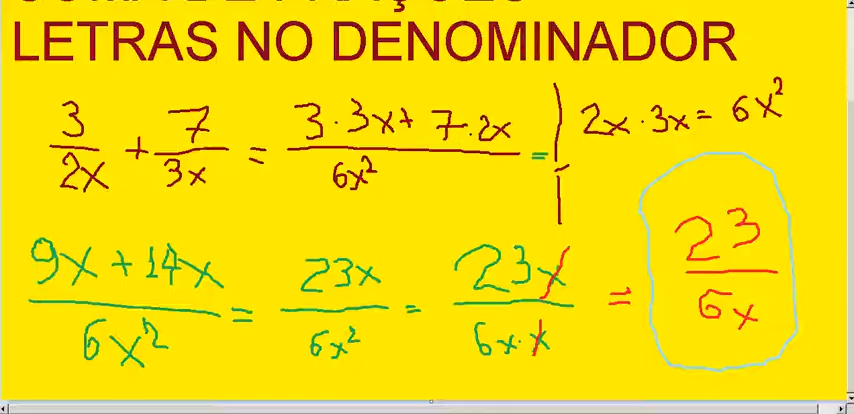 LETRAS NO DENOMINADOR
3/2x + 7/3x = 3·3x + 7·2x/6x² = | 2x·3x = 6x²
9x + 14x/6x² = 23x/6x² = 23x/6x·x = 23/6x